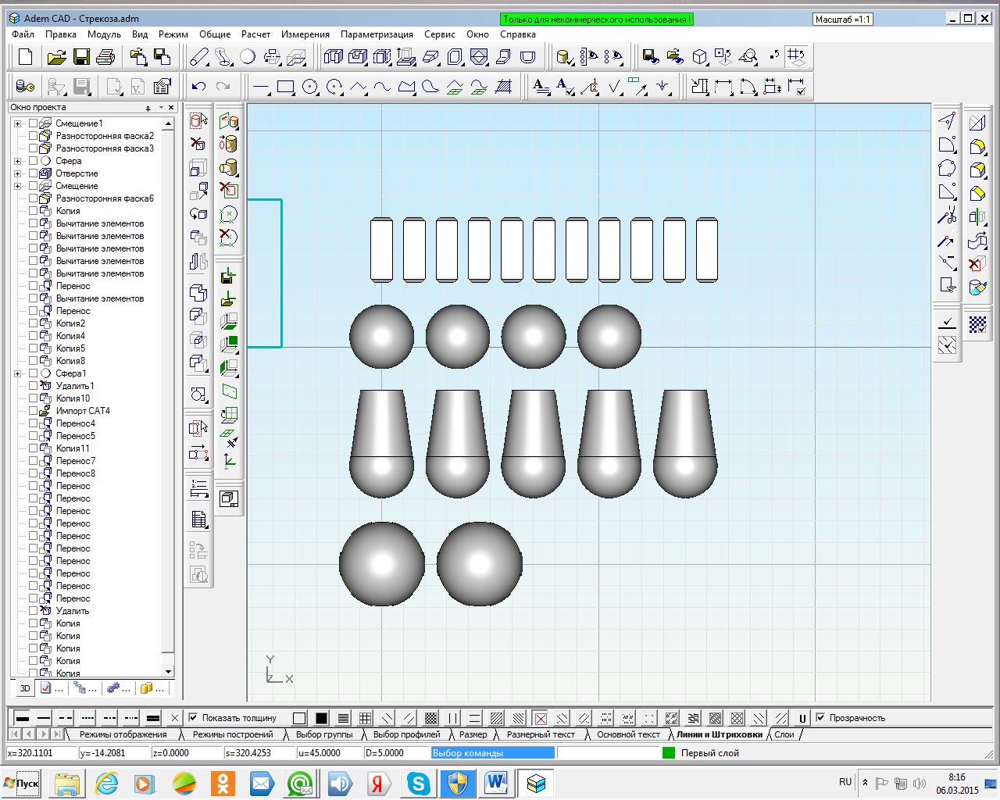 Adem CAD - Стрекоза.adm
Только для некоммерческого использования !
Масштаб =1:1
Файл Правка Модуль Вид Режим Общие Расчет Измерения Параметризация Сервис Окно Справка
Окно проекта
Смещение1
Разносторонняя фаска2
Разносторонняя фаска3
Сфера
Отверстие
Смещение
Разносторонняя фаска6
Копия
Вычитание элементов
Вычитание элементов
Вычитание элементов
Вычитание элементов
Вычитание элементов
Перенос
Вычитание элементов
Перенос
Копия2
Копия4
Копия5
Копия8
Сфера1
Удалить1
Копия10
Импорт CAT4
Перенос4
Перенос5
Копия11
Перенос7
Перенос8
Перенос
Перенос
Перенос
Перенос
Перенос
Перенос
Перенос
Перенос
Перенос
Перенос
Удалить
Копия
Копия
Копия
Копия
Копия
3D ... ... ... ...
Y
Z X
Показать толщину
U Прозрачность
Режимы отображения Режимы построений Выбор группы Выбор профилей Размер Размерный текст Основной текст Линии и Штриховки Слои
x=320.1101 y=-14.2081 z=0.0000 s=320.4253 u=45.0000 D=5.0000 Выбор команды Первый слой
Пуск
RU
8:16
06.03.2015